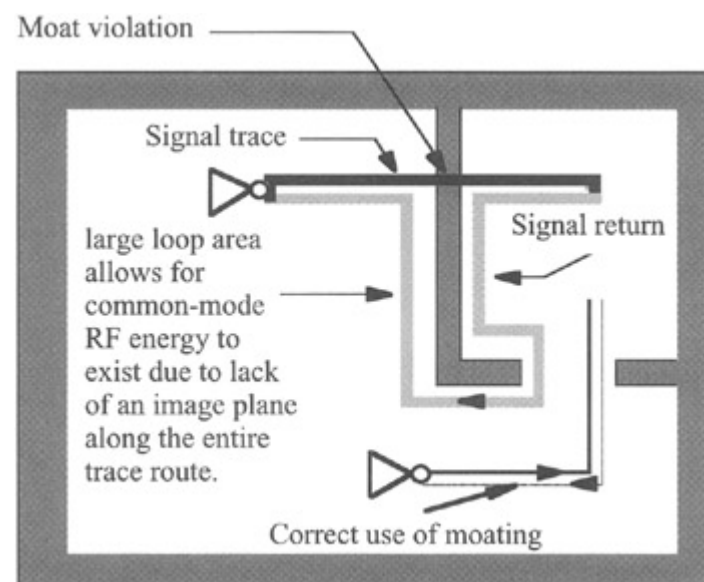 Moat violation
Signal trace
Signal return
large loop area
allows for
common-mode
RF energy to
exist due to lack
of an image plane
along the entire
trace route.
Correct use of moating